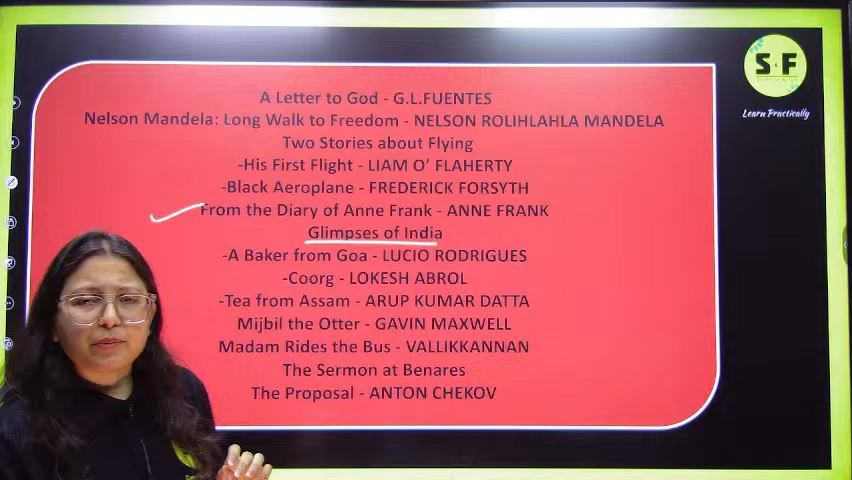 A Letter to God - G.L.FUENTES
Nelson Mandela: Long Walk to Freedom - NELSON ROLIHLAHLA MANDELA
Two Stories about Flying
-His First Flight - LIAM O' FLAHERTY
-Black Aeroplane - FREDERICK FORSYTH
From the Diary of Anne Frank - ANNE FRANK
Glimpses of India
-A Baker from Goa - LUCIO RODRIGUES
-Coorg - LOKESH ABROL
-Tea from Assam - ARUP KUMAR DATTA
Mijbil the Otter - GAVIN MAXWELL
Madam Rides the Bus - VALLIKKANNAN
The Sermon at Benares
The Proposal - ANTON CHEKOV
S F
Learn Practically